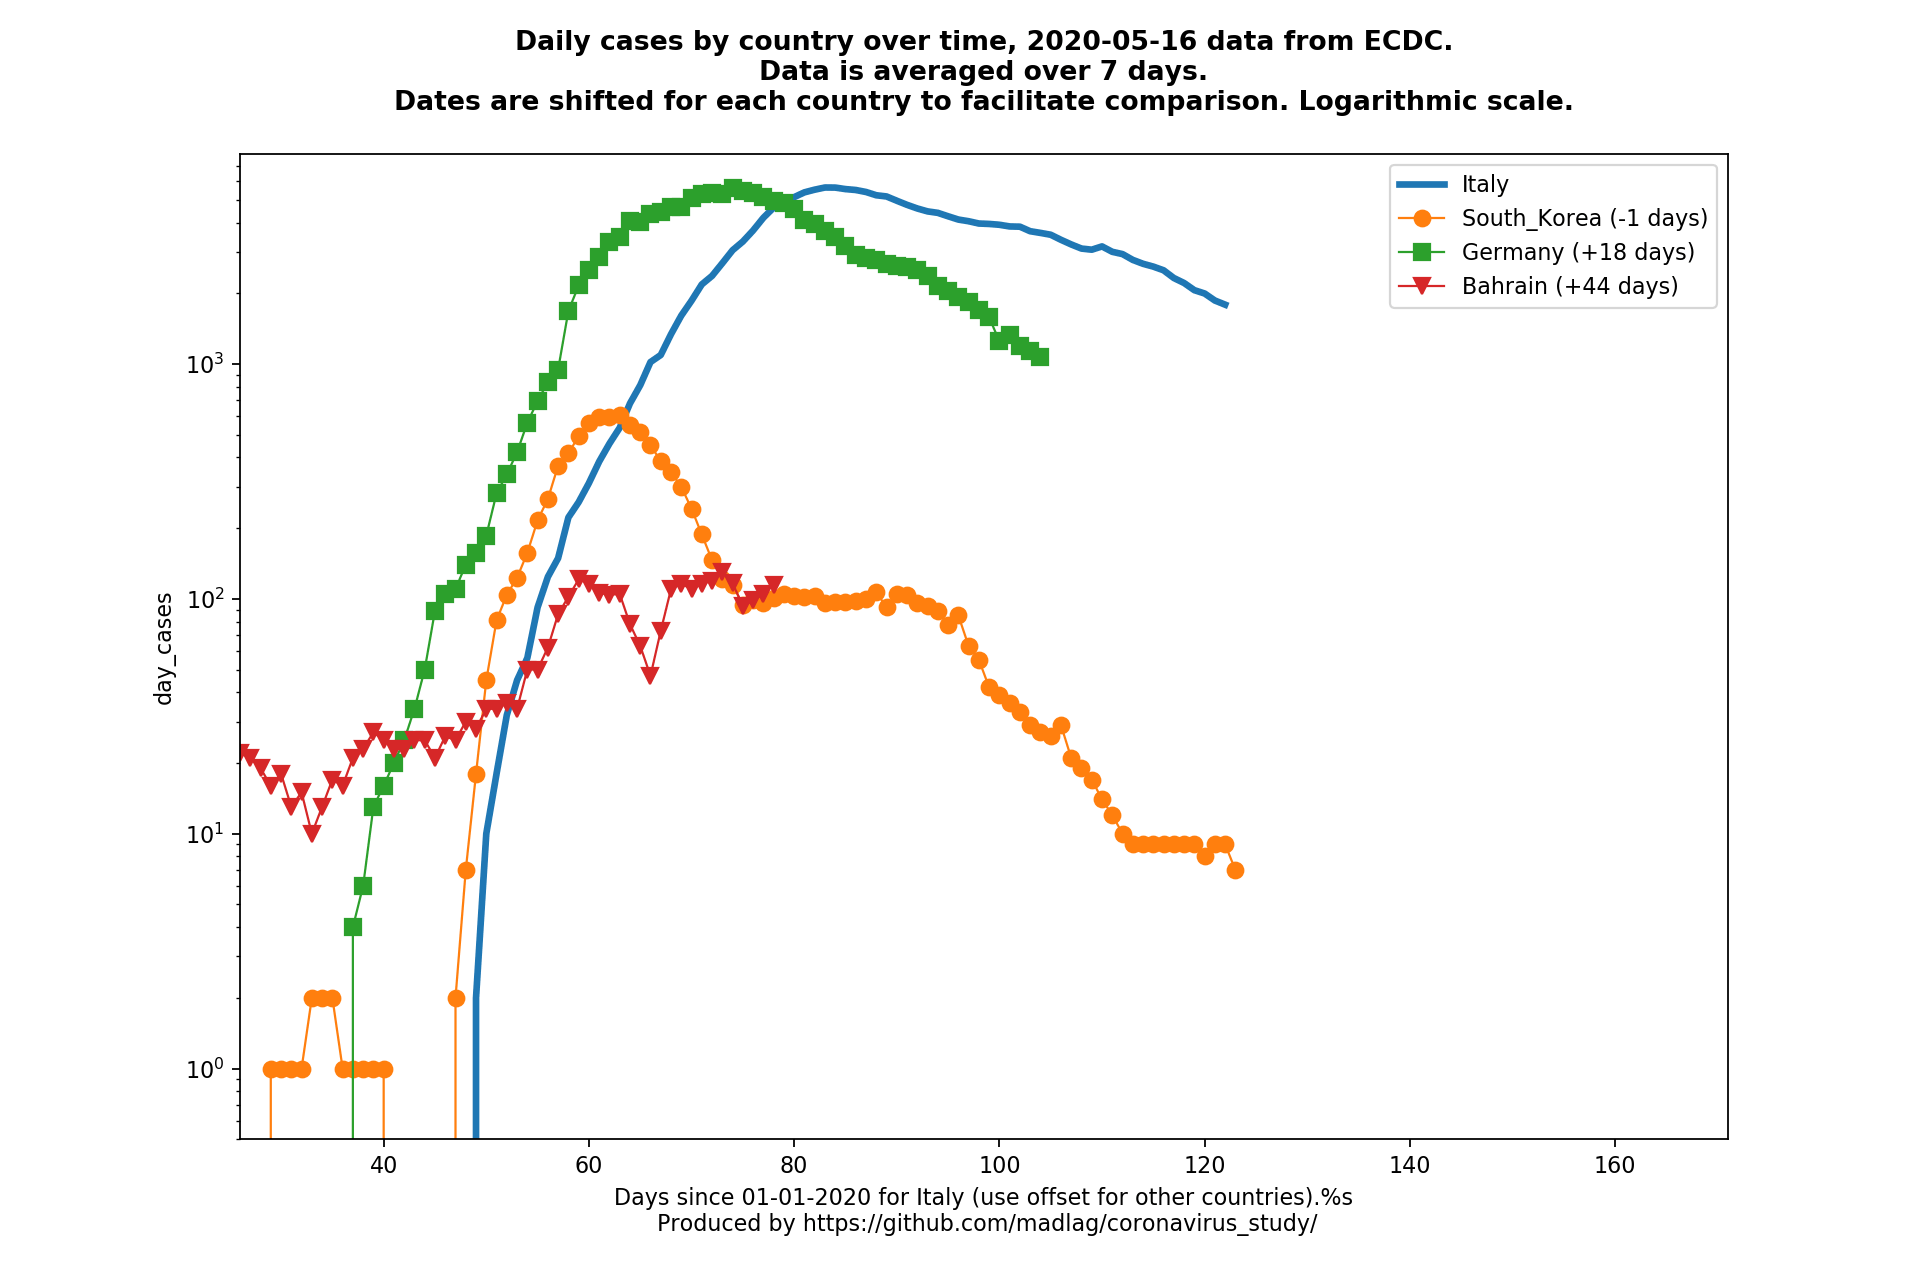 Daily cases by country over time, 2020-05-16 data from ECDC.
Data is averaged over 7 days.
Dates are shifted for each country to facilitate comparison. Logarithmic scale.
Italy
South_Korea (-1 days)
Germany (+18 days)
Bahrain (+44 days)
day_cases
10³
10²
10¹
10⁰
40 60 80 100 120 140 160
Days since 01-01-2020 for Italy (use offset for other countries).%s
Produced by https://github.com/madlag/coronavirus_study/